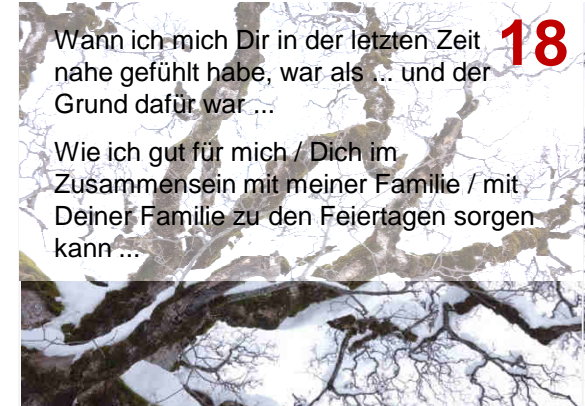 Wann ich mich Dir in der letzten Zeit
18
nahe gefühlt habe, war als ... und der
Grund dafür war ...
Wie ich gut für mich / Dich im
Zusammensein mit meiner Familie / mit
Deiner Familie zu den Feiertagen sorgen
kann ...